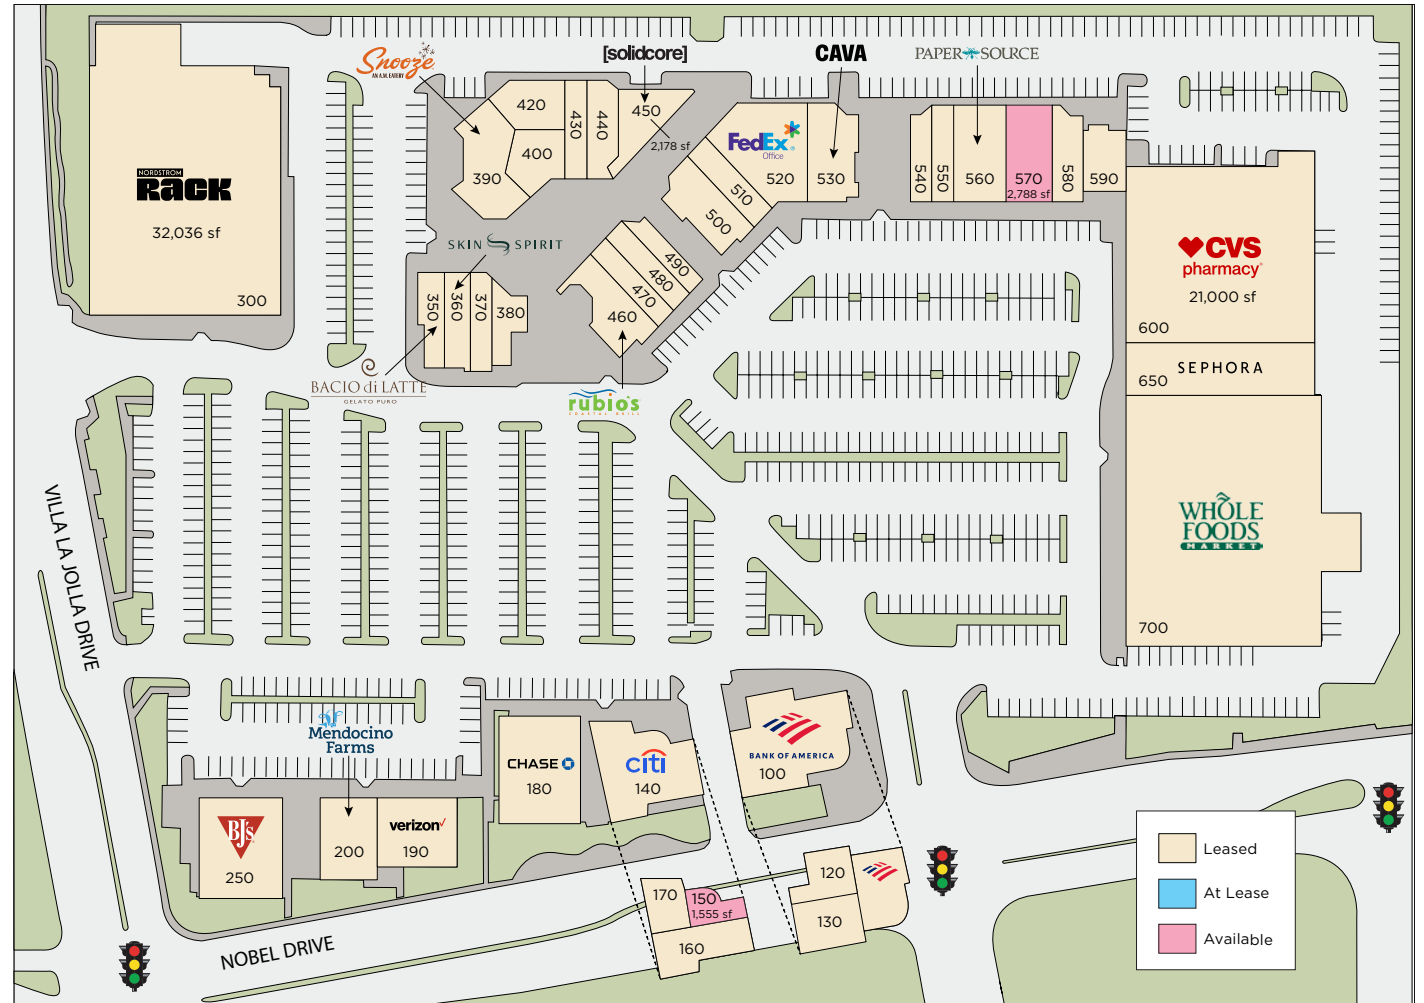 Snooze
AN A.M. EATERY
[solidcore]
CAVA
PAPER SOURCE
420
430
440
450
2,178 sf
400
390
FedEx
Office
520
530
510
500
540
550
560
570
2,788 sf
580
590
NORDSTROM
RACK
32,036 sf
300
SKIN SPIRIT
350
360
370
380
490
480
470
460
CVS
pharmacy
21,000 sf
600
650
SEPHORA
BACIO di LATTE
GELATO PURO
rubio's
COASTAL GRILL
WHOLE
FOODS
MARKET
700
VILLA LA JOLLA DRIVE
Mendocino
Farms
CHASE
180
citi
140
BANK OF AMERICA
100
BJ's
250
200
verizon
190
170
150
1,555 sf
160
120
130
NOBEL DRIVE
Leased
At Lease
Available